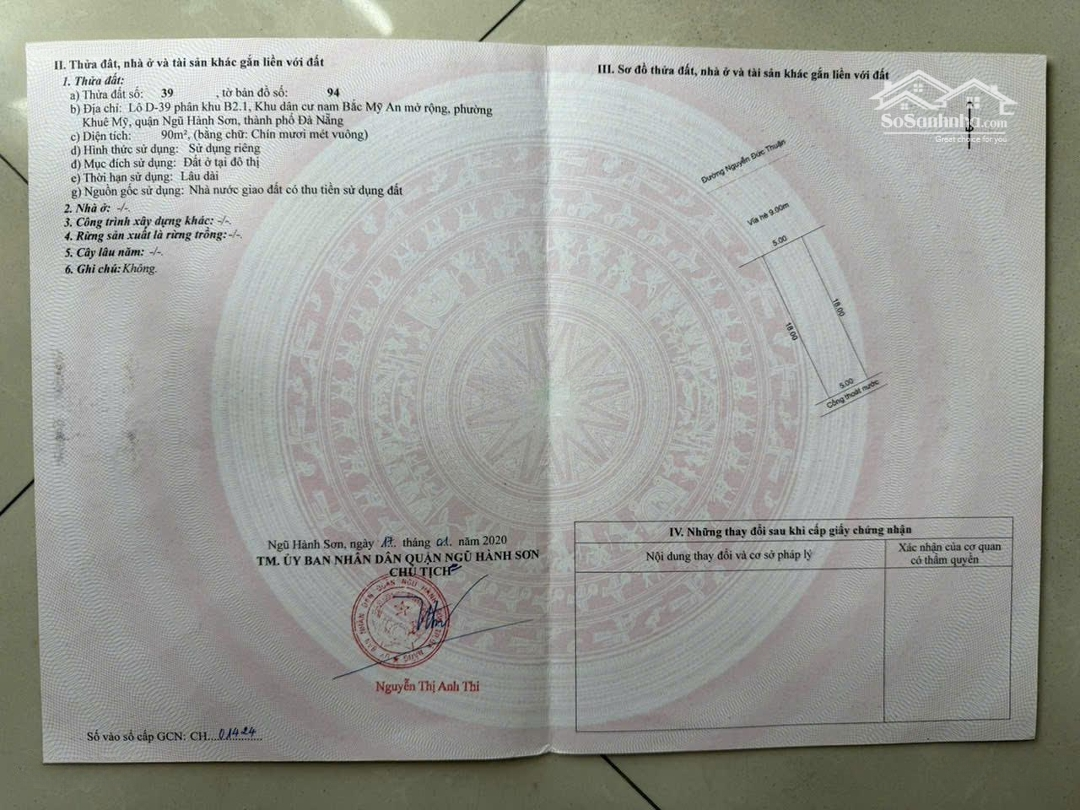 II. Thửa đất, nhà ở và tài sản khác gắn liền với đất
1. Thửa đất:
a) Thửa đất số: 39 , tờ bản đồ số: 94
b) Địa chỉ: Lô D-39 phân khu B2.1, Khu dân cư nam Bắc Mỹ An mở rộng, phường
Khuê Mỹ, quận Ngũ Hành Sơn, thành phố Đà Nẵng
c) Diện tích: 90m², (bằng chữ: Chín mươi mét vuông)
d) Hình thức sử dụng: Sử dụng riêng
đ) Mục đích sử dụng: Đất ở tại đô thị
e) Thời hạn sử dụng: Lâu dài
g) Nguồn gốc sử dụng: Nhà nước giao đất có thu tiền sử dụng đất
2. Nhà ở: -/-.
3. Công trình xây dựng khác: -/-.
4. Rừng sản xuất là rừng trồng: -/-.
5. Cây lâu năm: -/-.
6. Ghi chú: Không.
Ngũ Hành Sơn, ngày 17. tháng 01. năm 2020
TM. ỦY BAN NHÂN DÂN QUẬN NGŨ HÀNH SƠN
CHỦ TỊCH
Nguyễn Thị Anh Thi
Số vào sổ cấp GCN: CH...01424......
III. Sơ đồ thửa đất, nhà ở và tài sản khác gắn liền với đất
SoSanhnha.com
Great choice for you
Đường Nguyễn Đức Thuận
Vỉa hè 9.00m
5.00
18.00
18.00
5.00
Cống thoát nước
IV. Những thay đổi sau khi cấp giấy chứng nhận
Nội dung thay đổi và cơ sở pháp lý
Xác nhận của cơ quan
có thẩm quyền